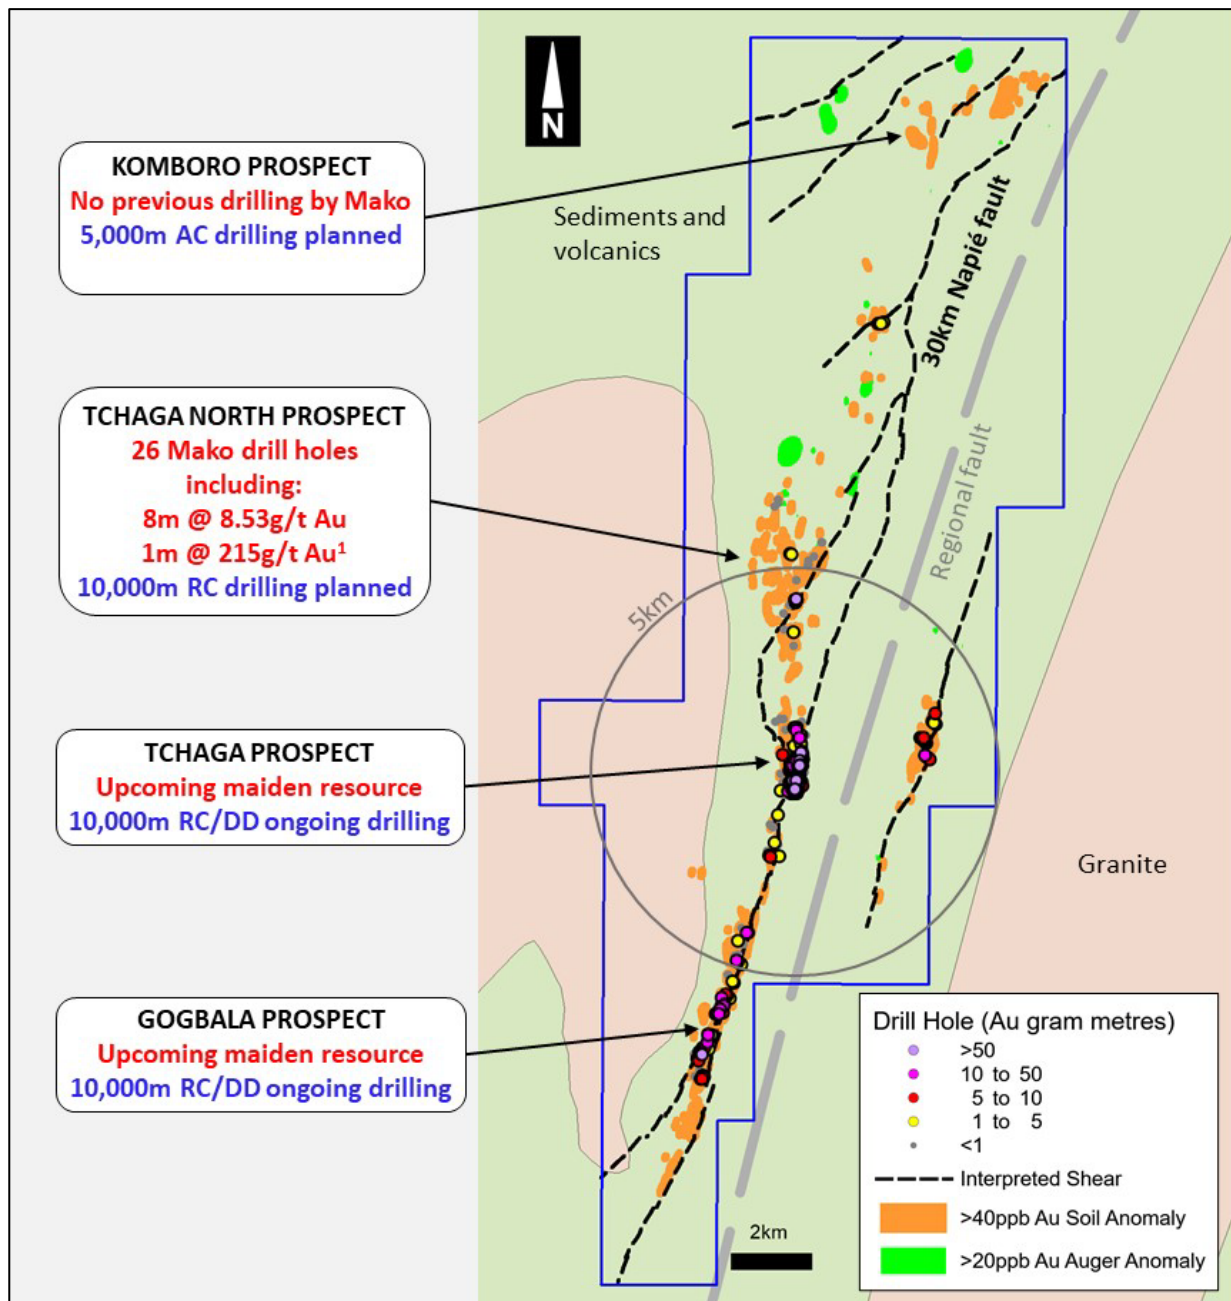 N
KOMBORO PROSPECT
No previous drilling by Mako
5,000m AC drilling planned
Sediments and
volcanics
30km Napié fault
TCHAGA NORTH PROSPECT
26 Mako drill holes
including:
8m @ 8.53g/t Au
1m @ 215g/t Au¹
10,000m RC drilling planned
Regional fault
5km
TCHAGA PROSPECT
Upcoming maiden resource
10,000m RC/DD ongoing drilling
Granite
GOGBALA PROSPECT
Upcoming maiden resource
10,000m RC/DD ongoing drilling
2km
Drill Hole (Au gram metres)
>50
10 to 50
5 to 10
1 to 5
<1
Interpreted Shear
>40ppb Au Soil Anomaly
>20ppb Au Auger Anomaly